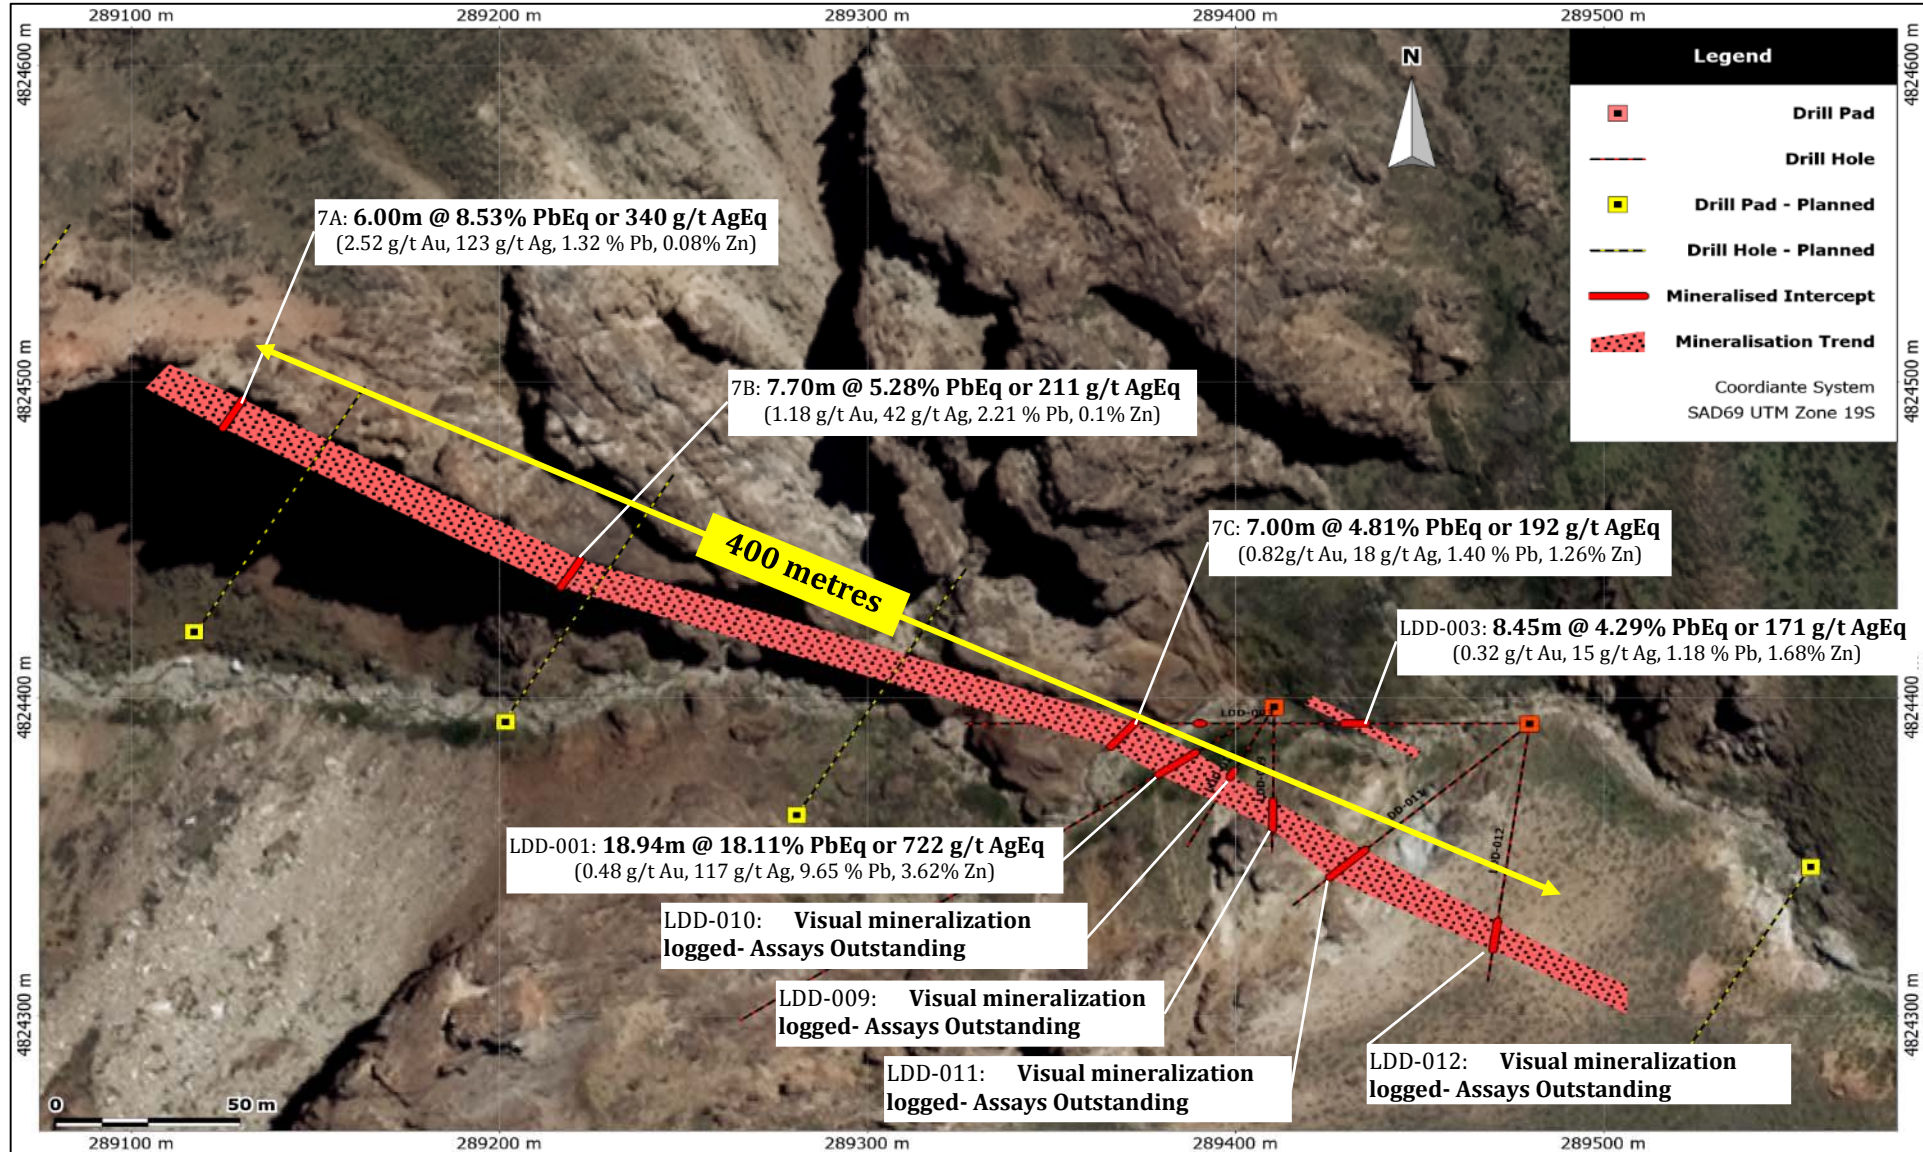 289100 m
289200 m
289300 m
289400 m
289500 m
4824600 m
4824600 m
N
Legend
Drill Pad
Drill Hole
Drill Pad - Planned
Drill Hole - Planned
Mineralised Intercept
Mineralisation Trend
Coordiante System
SAD69 UTM Zone 19S
7A: 6.00m @ 8.53% PbEq or 340 g/t AgEq
(2.52 g/t Au, 123 g/t Ag, 1.32 % Pb, 0.08% Zn)
4824500 m
4824500 m
7B: 7.70m @ 5.28% PbEq or 211 g/t AgEq
(1.18 g/t Au, 42 g/t Ag, 2.21 % Pb, 0.1% Zn)
400 metres
7C: 7.00m @ 4.81% PbEq or 192 g/t AgEq
(0.82g/t Au, 18 g/t Ag, 1.40 % Pb, 1.26% Zn)
LDD-003: 8.45m @ 4.29% PbEq or 171 g/t AgEq
(0.32 g/t Au, 15 g/t Ag, 1.18 % Pb, 1.68% Zn)
4824400 m
4824400 m
DD-011
LDD-012
LDD-001: 18.94m @ 18.11% PbEq or 722 g/t AgEq
(0.48 g/t Au, 117 g/t Ag, 9.65 % Pb, 3.62% Zn)
LDD-010: Visual mineralization
logged- Assays Outstanding
LDD-009: Visual mineralization
logged- Assays Outstanding
LDD-011: Visual mineralization
logged- Assays Outstanding
LDD-012: Visual mineralization
logged- Assays Outstanding
4824300 m
4824300 m
0 50 m
289100 m
289200 m
289300 m
289400 m
289500 m